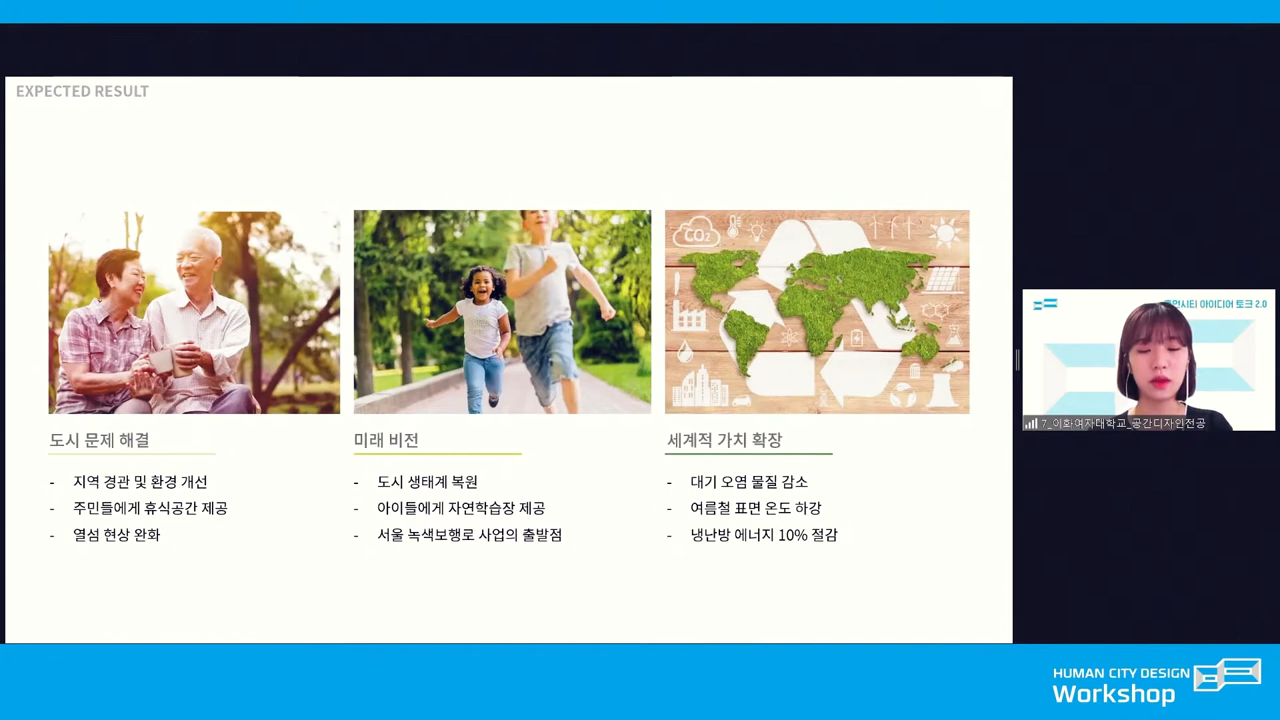 EXPECTED RESULT
CO2
도시 문제 해결
- 지역 경관 및 환경 개선
- 주민들에게 휴식공간 제공
- 열섬 현상 완화
미래 비전
- 도시 생태계 복원
- 아이들에게 자연학습장 제공
- 서울 녹색보행로 사업의 출발점
세계적 가치 확장
- 대기 오염 물질 감소
- 여름철 표면 온도 하강
- 냉난방 에너지 10% 절감
아이디어 토크 2.0
7_이화여자대학교_공간디자인전공
HUMAN CITY DESIGN
Workshop